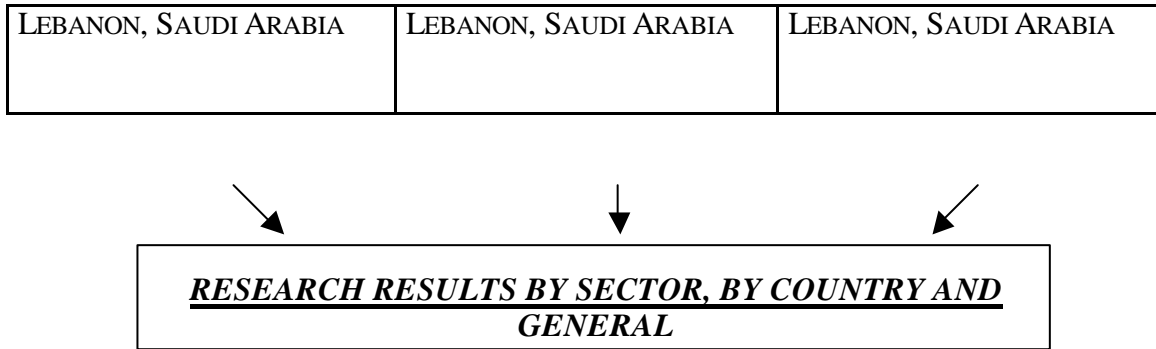 LEBANON, SAUDI ARABIA
LEBANON, SAUDI ARABIA
LEBANON, SAUDI ARABIA
RESEARCH RESULTS BY SECTOR, BY COUNTRY AND
GENERAL